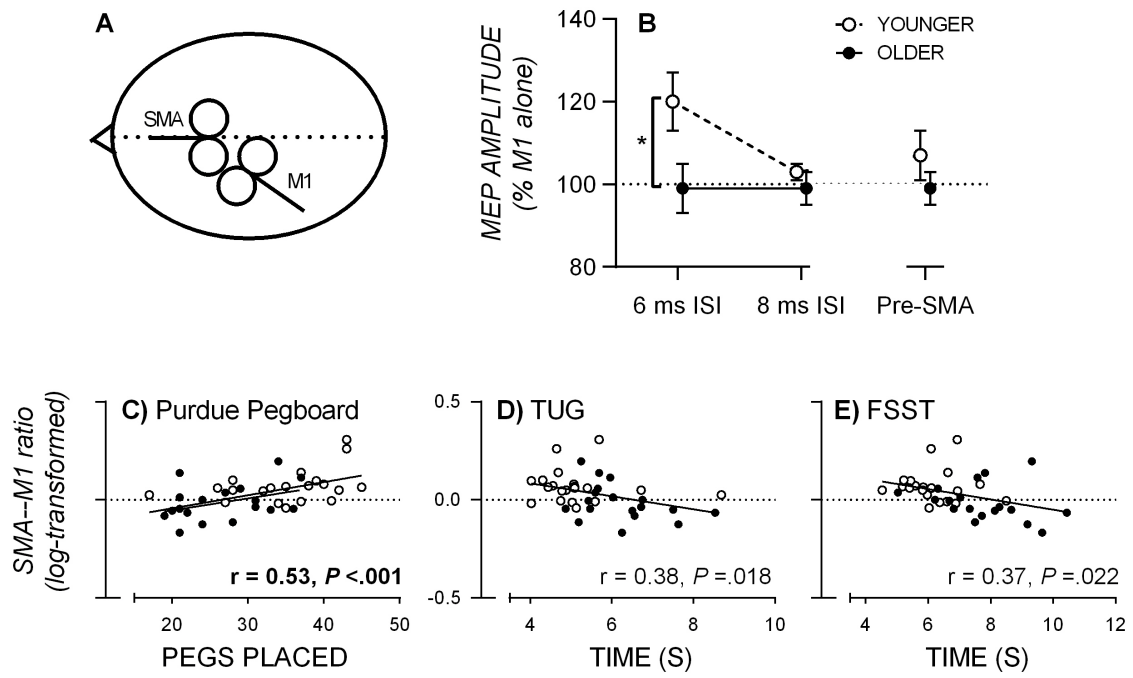 A
SMA
M1
B
YOUNGER
OLDER
MEP AMPLITUDE
(% M1 alone)
140
120
100
80
*
6 ms ISI
8 ms ISI
Pre-SMA
SMA---M1 ratio
(log-transformed)
C) Purdue Pegboard
r = 0.53, P <.001
20 30 40 50
PEGS PLACED
0.5
0.0
-0.5
D) TUG
r = 0.38, P =.018
4 6 8 10
TIME (S)
E) FSST
r = 0.37, P =.022
4 6 8 10 12
TIME (S)